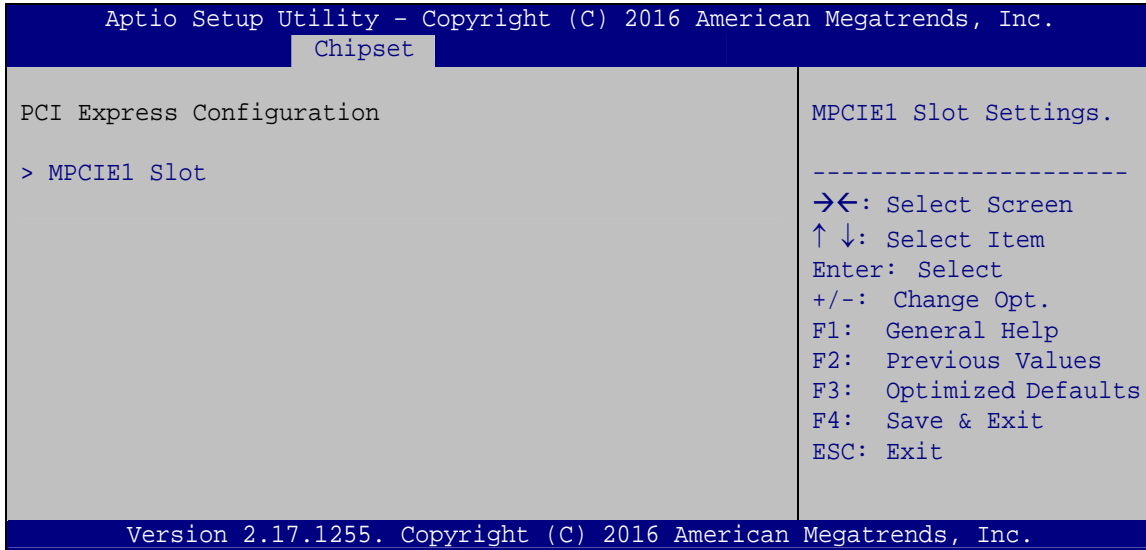 Aptio Setup Utility – Copyright (C) 2016 American Megatrends, Inc.
Chipset
PCI Express Configuration
> MPCIE1 Slot
MPCIE1 Slot Settings.
----------------------
→←: Select Screen
↑ ↓: Select Item
Enter: Select
+/-: Change Opt.
F1: General Help
F2: Previous Values
F3: Optimized Defaults
F4: Save & Exit
ESC: Exit
Version 2.17.1255. Copyright (C) 2016 American Megatrends, Inc.